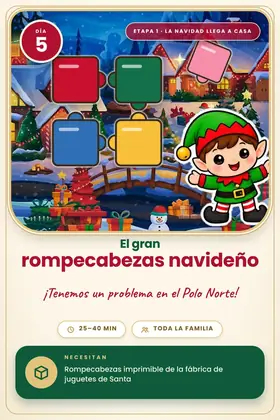 DÍA
5
ETAPA 1 · LA NAVIDAD LLEGA A CASA
El gran
rompecabezas navideño
¡Tenemos un problema en el Polo Norte!
25–40 MIN
TODA LA FAMILIA
NECESITAN
Rompecabezas imprimible de la fábrica de
juguetes de Santa